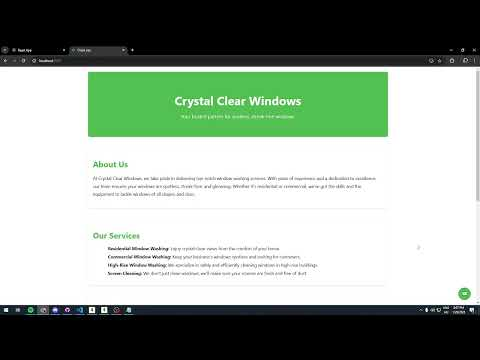 React App
localhost
Crystal Clear Windows
Your trusted partner for spotless, streak-free windows
About Us
At Crystal Clear Windows, we take pride in delivering top-notch window washing services. With years of experience and a dedication to excellence,
our team ensures your windows are spotless, streak-free, and gleaming. Whether it's residential or commercial, we've got the skills and the
equipment to tackle windows of all shapes and sizes.
Our Services
Residential Window Washing: Enjoy crystal-clear views from the comfort of your home.
Commercial Window Washing: Keep your business's windows spotless and inviting for customers.
High-Rise Window Washing: We specialize in safely and efficiently cleaning windows in high-rise buildings.
Screen Cleaning: We don't just clean windows; we'll make sure your screens are fresh and free of dust.